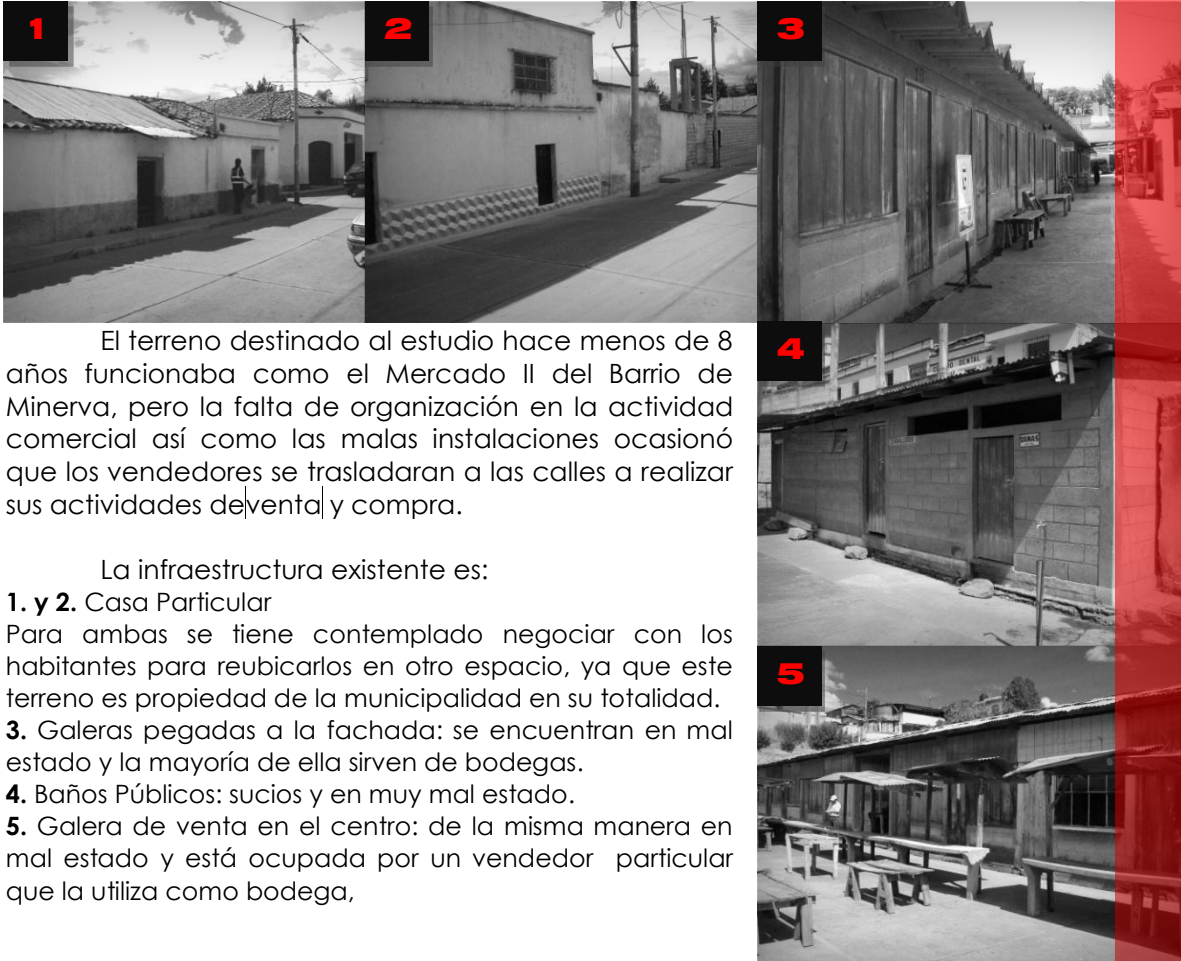 1
2
3
El terreno destinado al estudio hace menos de 8
años funcionaba como el Mercado II del Barrio de
Minerva, pero la falta de organización en la actividad
comercial así como las malas instalaciones ocasionó
que los vendedores se trasladaran a las calles a realizar
sus actividades de venta y compra.
La infraestructura existente es:
1. y 2. Casa Particular
Para ambas se tiene contemplado negociar con los
habitantes para reubicarlos en otro espacio, ya que este
terreno es propiedad de la municipalidad en su totalidad.
3. Galeras pegadas a la fachada: se encuentran en mal
estado y la mayoría de ella sirven de bodegas.
4. Baños Públicos: sucios y en muy mal estado.
5. Galera de venta en el centro: de la misma manera en
mal estado y está ocupada por un vendedor particular
que la utiliza como bodega,
4
DENTAL
DAMAS
5